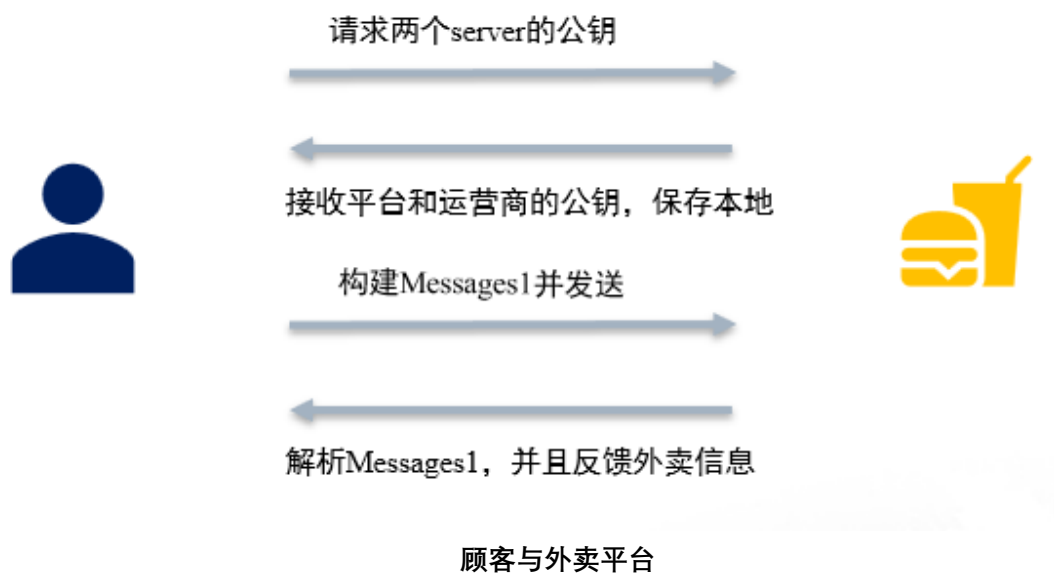 请求两个server的公钥
接收平台和运营商的公钥，保存本地
构建Messages1并发送
解析Messages1，并且反馈外卖信息
顾客与外卖平台